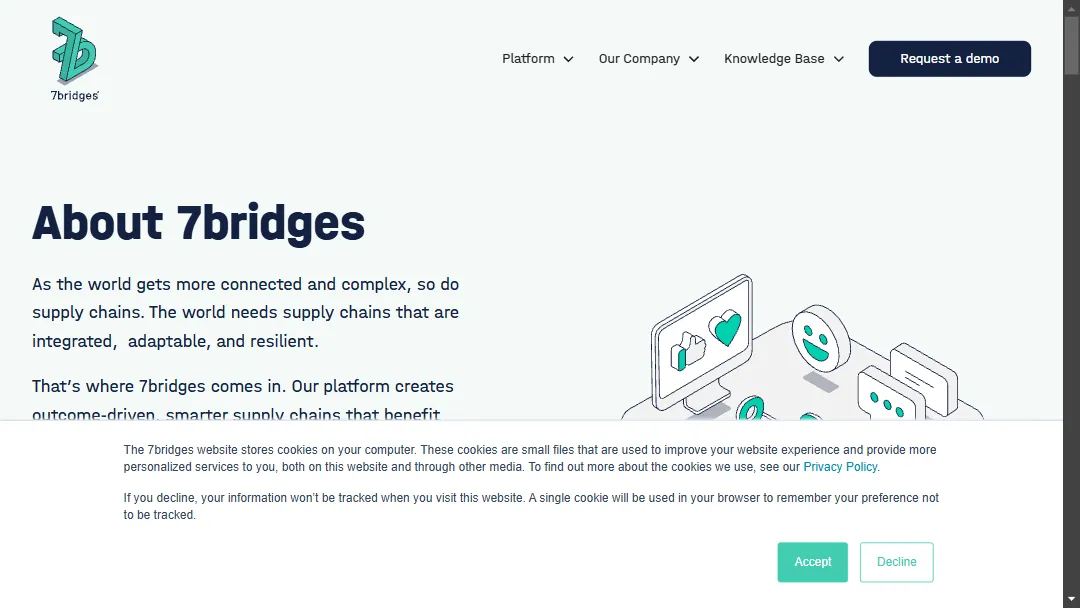 7bridges
Platform
Our Company
Knowledge Base
Request a demo
About 7bridges
As the world gets more connected and complex, so do
supply chains. The world needs supply chains that are
integrated,  adaptable, and resilient.
That's where 7bridges comes in. Our platform creates
outcome-driven, smarter supply chains that benefit
The 7bridges website stores cookies on your computer. These cookies are small files that are used to improve your website experience and provide more
personalized services to you, both on this website and through other media. To find out more about the cookies we use, see our Privacy Policy.
If you decline, your information won't be tracked when you visit this website. A single cookie will be used in your browser to remember your preference not
to be tracked.
Accept
Decline